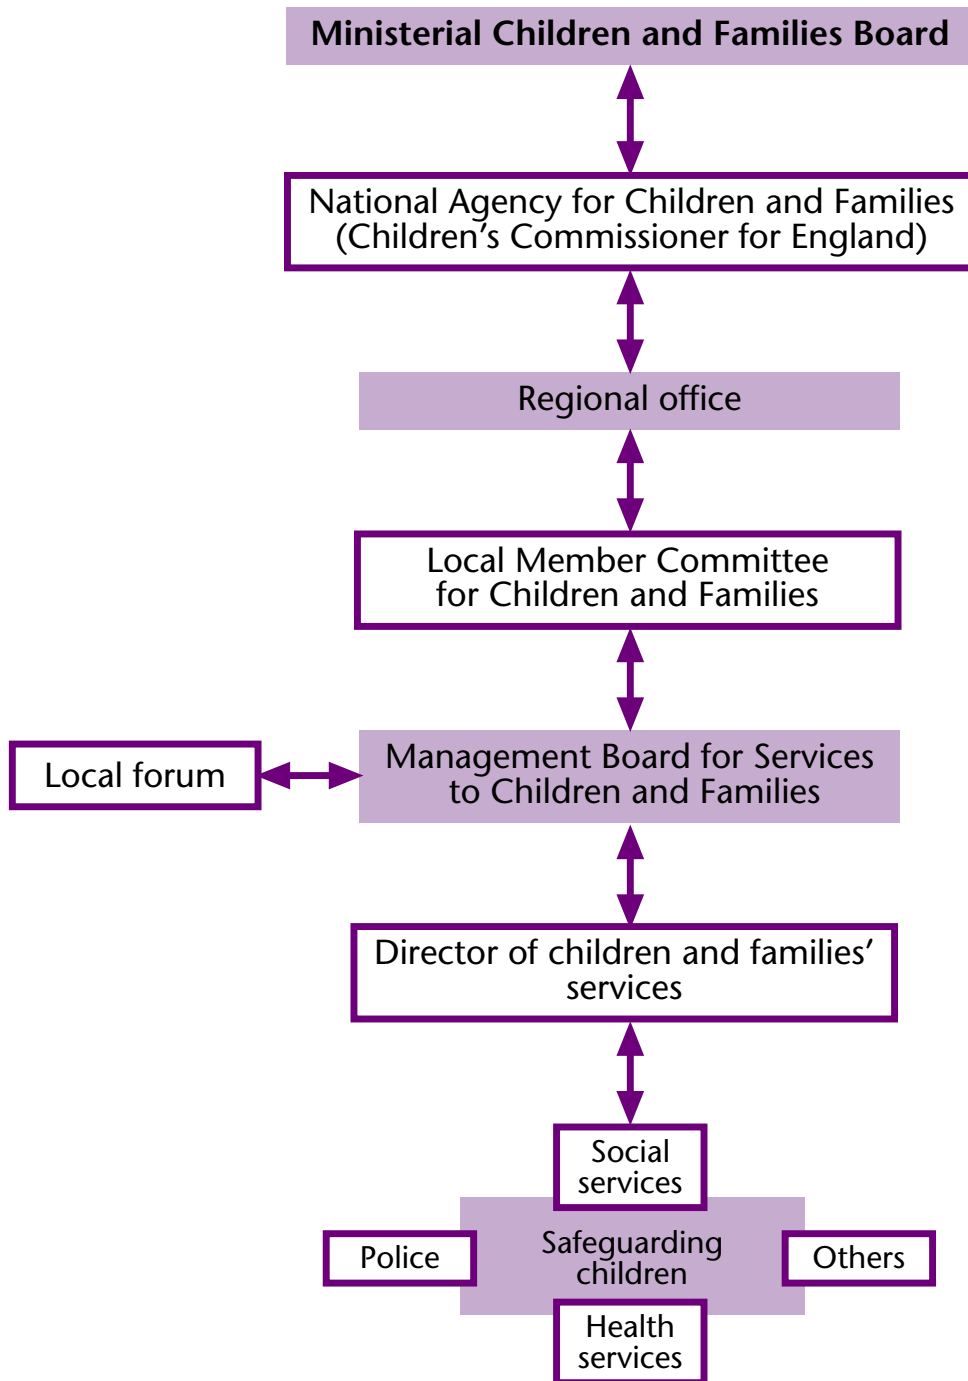 Ministerial Children and Families Board
National Agency for Children and Families
(Children’s Commissioner for England)
Regional office
Local Member Committee
for Children and Families
Local forum
Management Board for Services
to Children and Families
Director of children and families’
services
Social
services
Police
Safeguarding
children
Others
Health
services